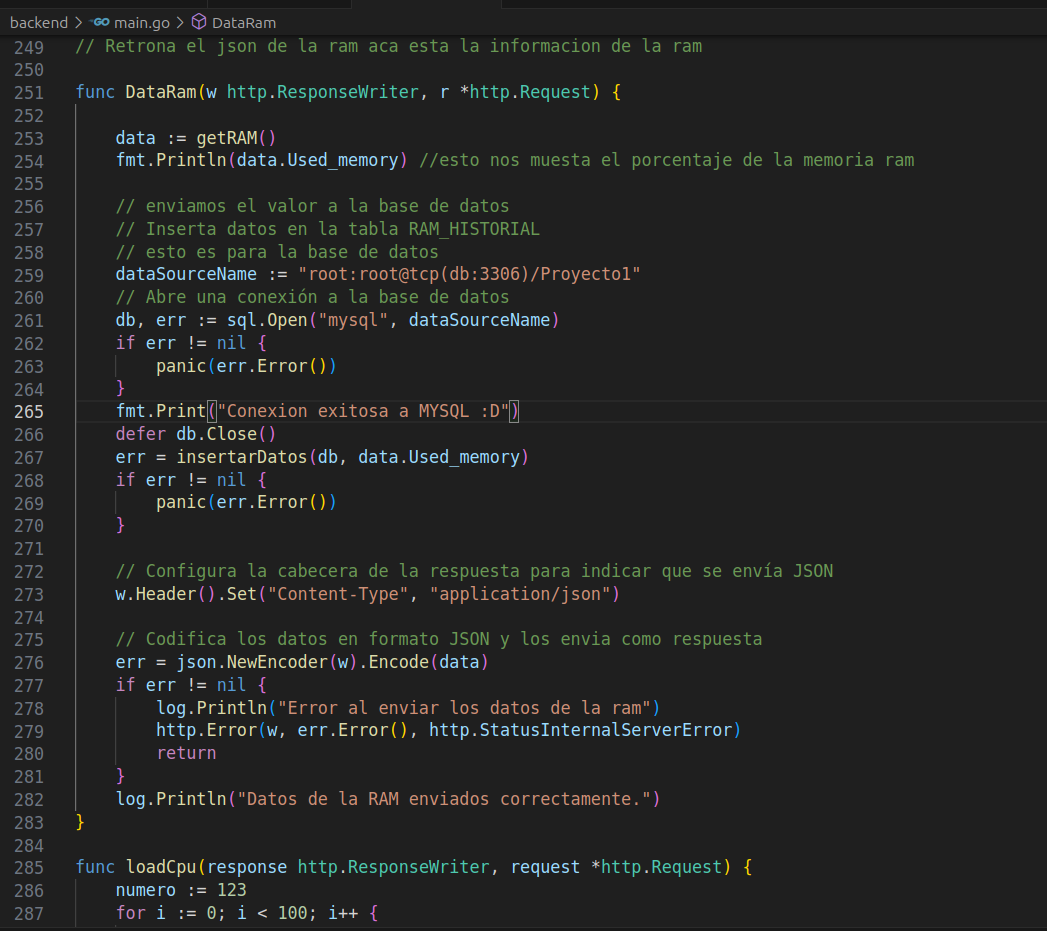 backend > GO main.go > DataRam
249 // Retrona el json de la ram aca esta la informacion de la ram
250
251 func DataRam(w http.ResponseWriter, r *http.Request) {
252
253     data := getRAM()
254     fmt.Println(data.Used_memory) //esto nos muesta el porcentaje de la memoria ram
255
256     // enviamos el valor a la base de datos
257     // Inserta datos en la tabla RAM_HISTORIAL
258     // esto es para la base de datos
259     dataSourceName := "root:root@tcp(db:3306)/Proyecto1"
260     // Abre una conexión a la base de datos
261     db, err := sql.Open("mysql", dataSourceName)
262     if err != nil {
263         panic(err.Error())
264     }
265     fmt.Print("Conexion exitosa a MYSQL :D")
266     defer db.Close()
267     err = insertarDatos(db, data.Used_memory)
268     if err != nil {
269         panic(err.Error())
270     }
271
272     // Configura la cabecera de la respuesta para indicar que se envía JSON
273     w.Header().Set("Content-Type", "application/json")
274
275     // Codifica los datos en formato JSON y los envia como respuesta
276     err = json.NewEncoder(w).Encode(data)
277     if err != nil {
278         log.Println("Error al enviar los datos de la ram")
279         http.Error(w, err.Error(), http.StatusInternalServerError)
280         return
281     }
282     log.Println("Datos de la RAM enviados correctamente.")
283 }
284
285 func loadCpu(response http.ResponseWriter, request *http.Request) {
286     numero := 123
287     for i := 0; i < 100; i++ {